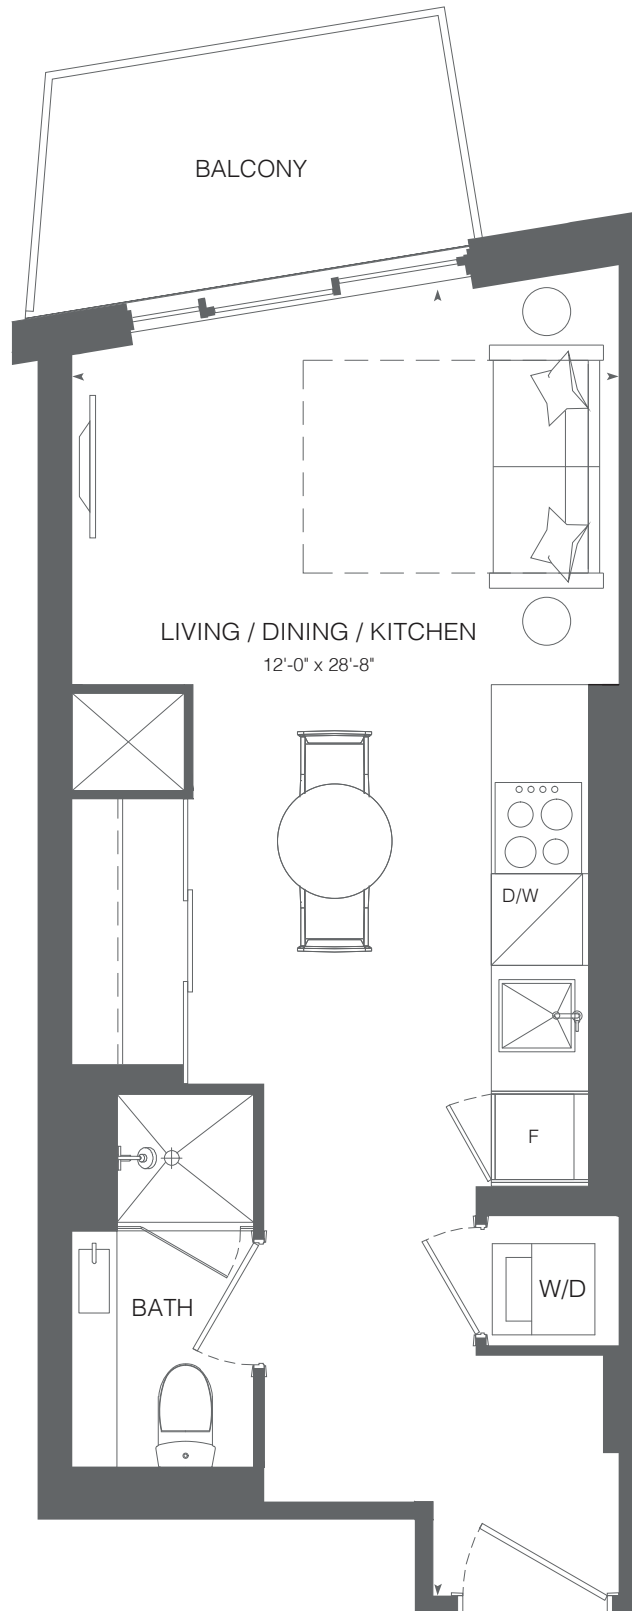 BALCONY
LIVING / DINING / KITCHEN
12'-0" x 28'-8"
D/W
F
W/D
BATH